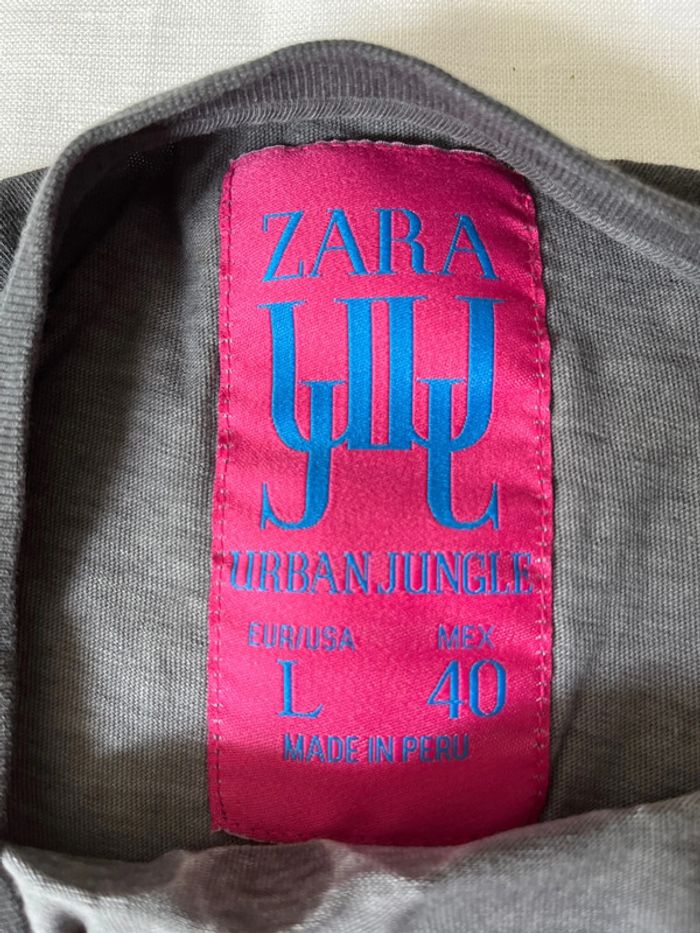 ZARA
URBAN JUNGLE
EUR/USA MEX
L 40
MADE IN PERU